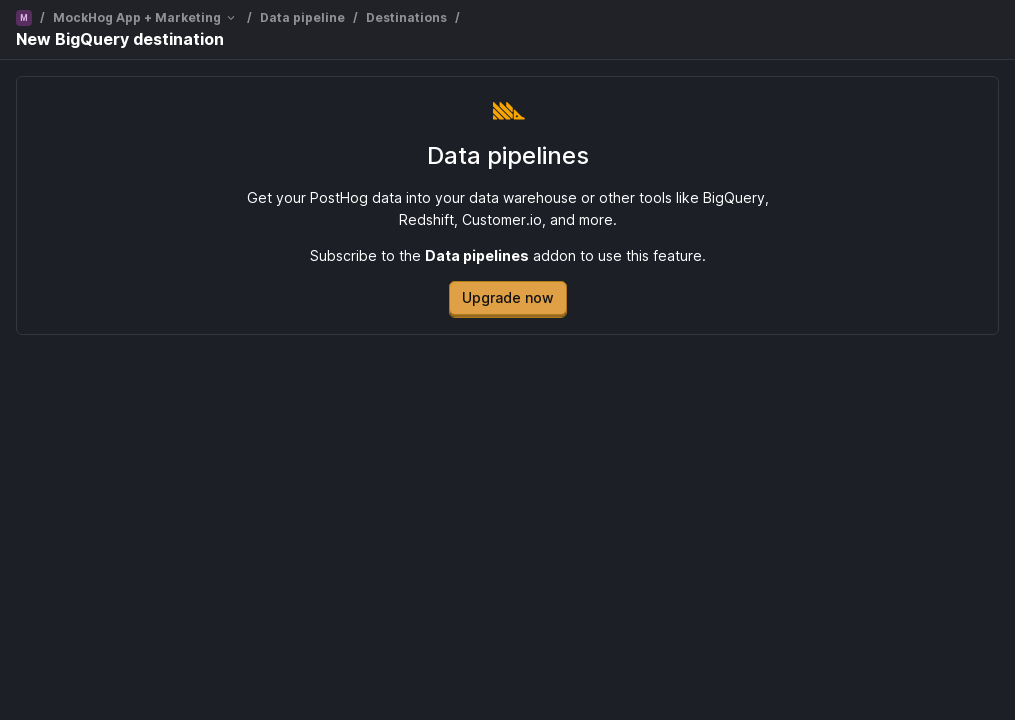 M / MockHog App + Marketing / Data pipeline / Destinations /
New BigQuery destination
Data pipelines
Get your PostHog data into your data warehouse or other tools like BigQuery,
Redshift, Customer.io, and more.
Subscribe to the Data pipelines addon to use this feature.
Upgrade now